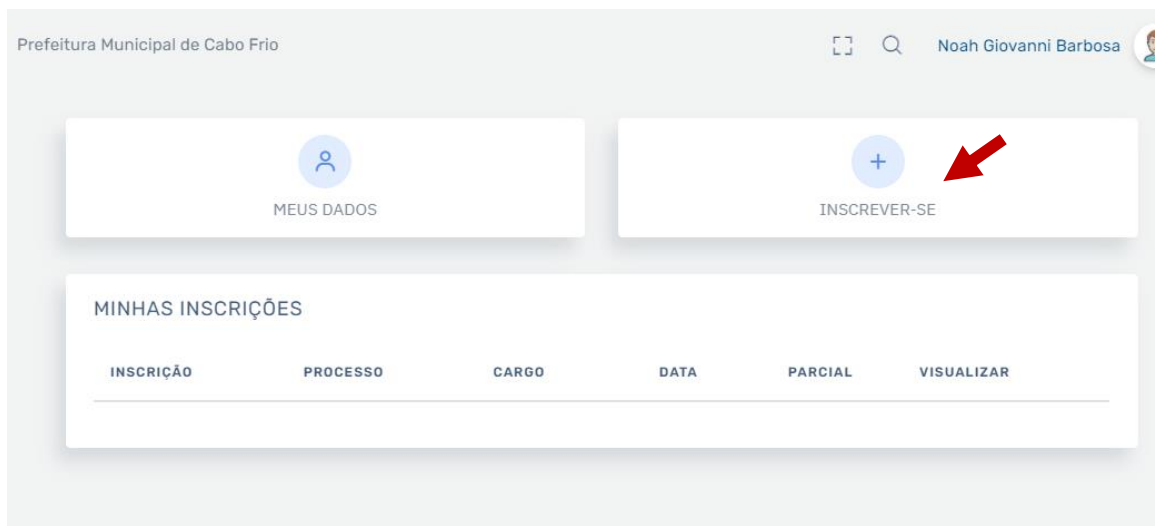 Prefeitura Municipal de Cabo Frio Noah Giovanni Barbosa
MEUS DADOS
INSCREVER-SE
MINHAS INSCRIÇÕES
INSCRIÇÃO PROCESSO CARGO DATA PARCIAL VISUALIZAR